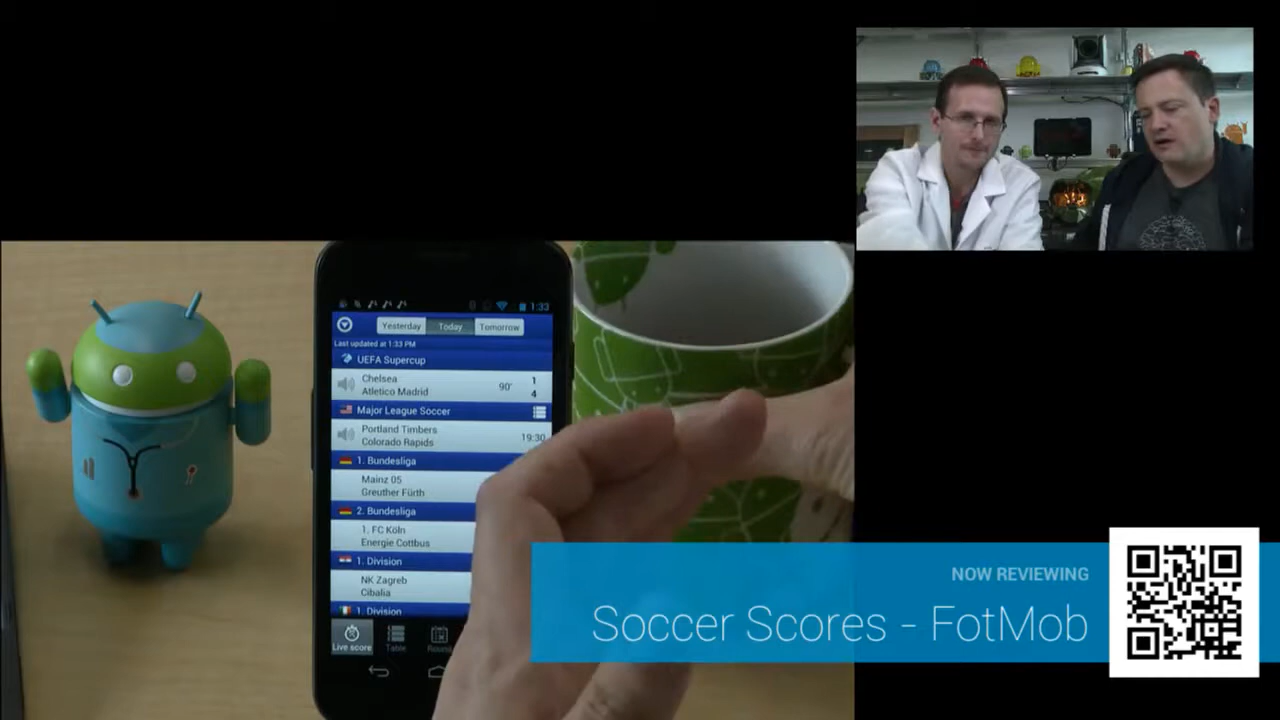 1:33
Yesterday Today Tomorrow
Last updated at 1:33 PM
UEFA Supercup
Chelsea
Atletico Madrid
90'
1
4
Major League Soccer
Portland Timbers
Colorado Rapids
19:30
1. Bundesliga
Mainz 05
Greuther Fürth
2. Bundesliga
1. FC Köln
Energie Cottbus
1. Division
NK Zagreb
Cibalia
1. Division
Live score Table
NOW REVIEWING
Soccer Scores - FotMob